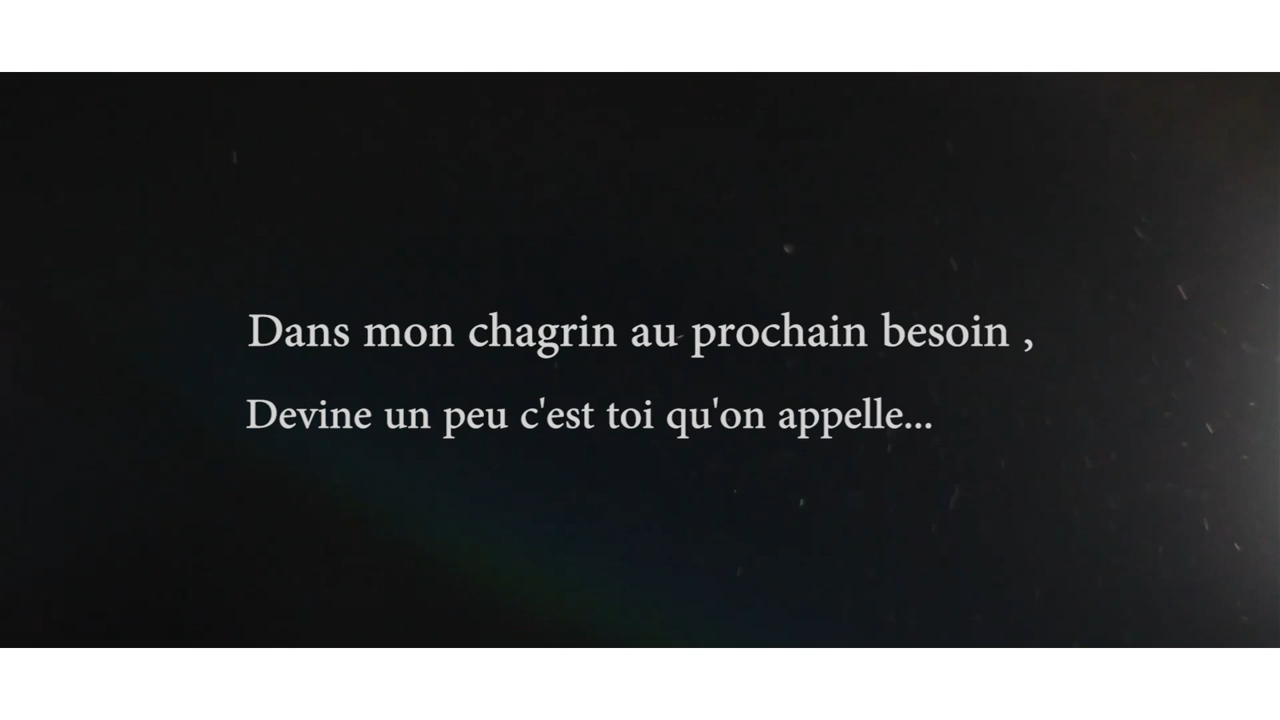 Dans mon chagrin au prochain besoin ,
Devine un peu c'est toi qu'on appelle...